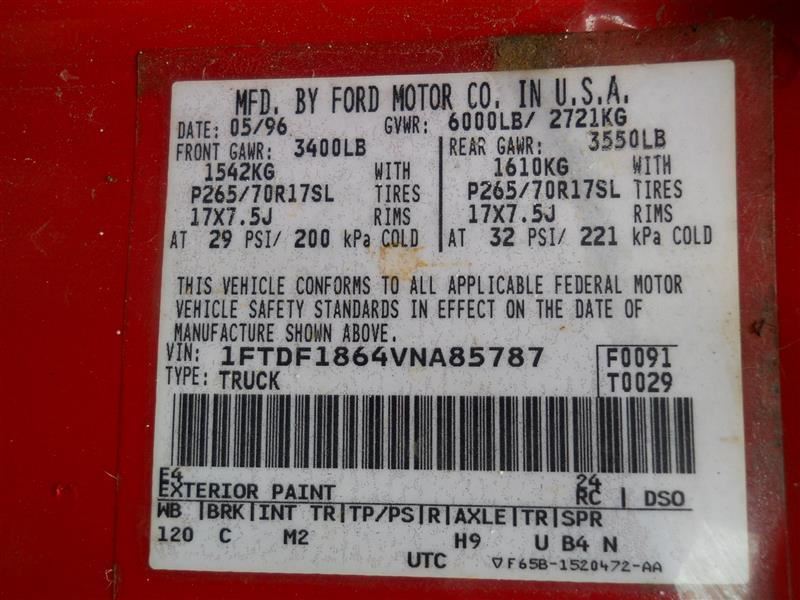 MFD. BY FORD MOTOR CO. IN U.S.A.
DATE: 05/96 GVWR: 6000LB/ 2721KG
FRONT GAWR: 3400LB REAR GAWR: 3550LB
1542KG WITH 1610KG WITH
P265/70R17SL TIRES P265/70R17SL TIRES
17X7.5J RIMS 17X7.5J RIMS
AT 29 PSI/ 200 kPa COLD AT 32 PSI/ 221 kPa COLD
THIS VEHICLE CONFORMS TO ALL APPLICABLE FEDERAL MOTOR
VEHICLE SAFETY STANDARDS IN EFFECT ON THE DATE OF
MANUFACTURE SHOWN ABOVE.
VIN: 1FTDF1864VNA85787 F0091
TYPE: TRUCK T0029
E4 24
EXTERIOR PAINT RC | DSO
WB |BRK|INT TR|TP/PS|R|AXLE|TR|SPR
120 C M2 H9 U B4 N
UTC ▽F65B-1520472-AA